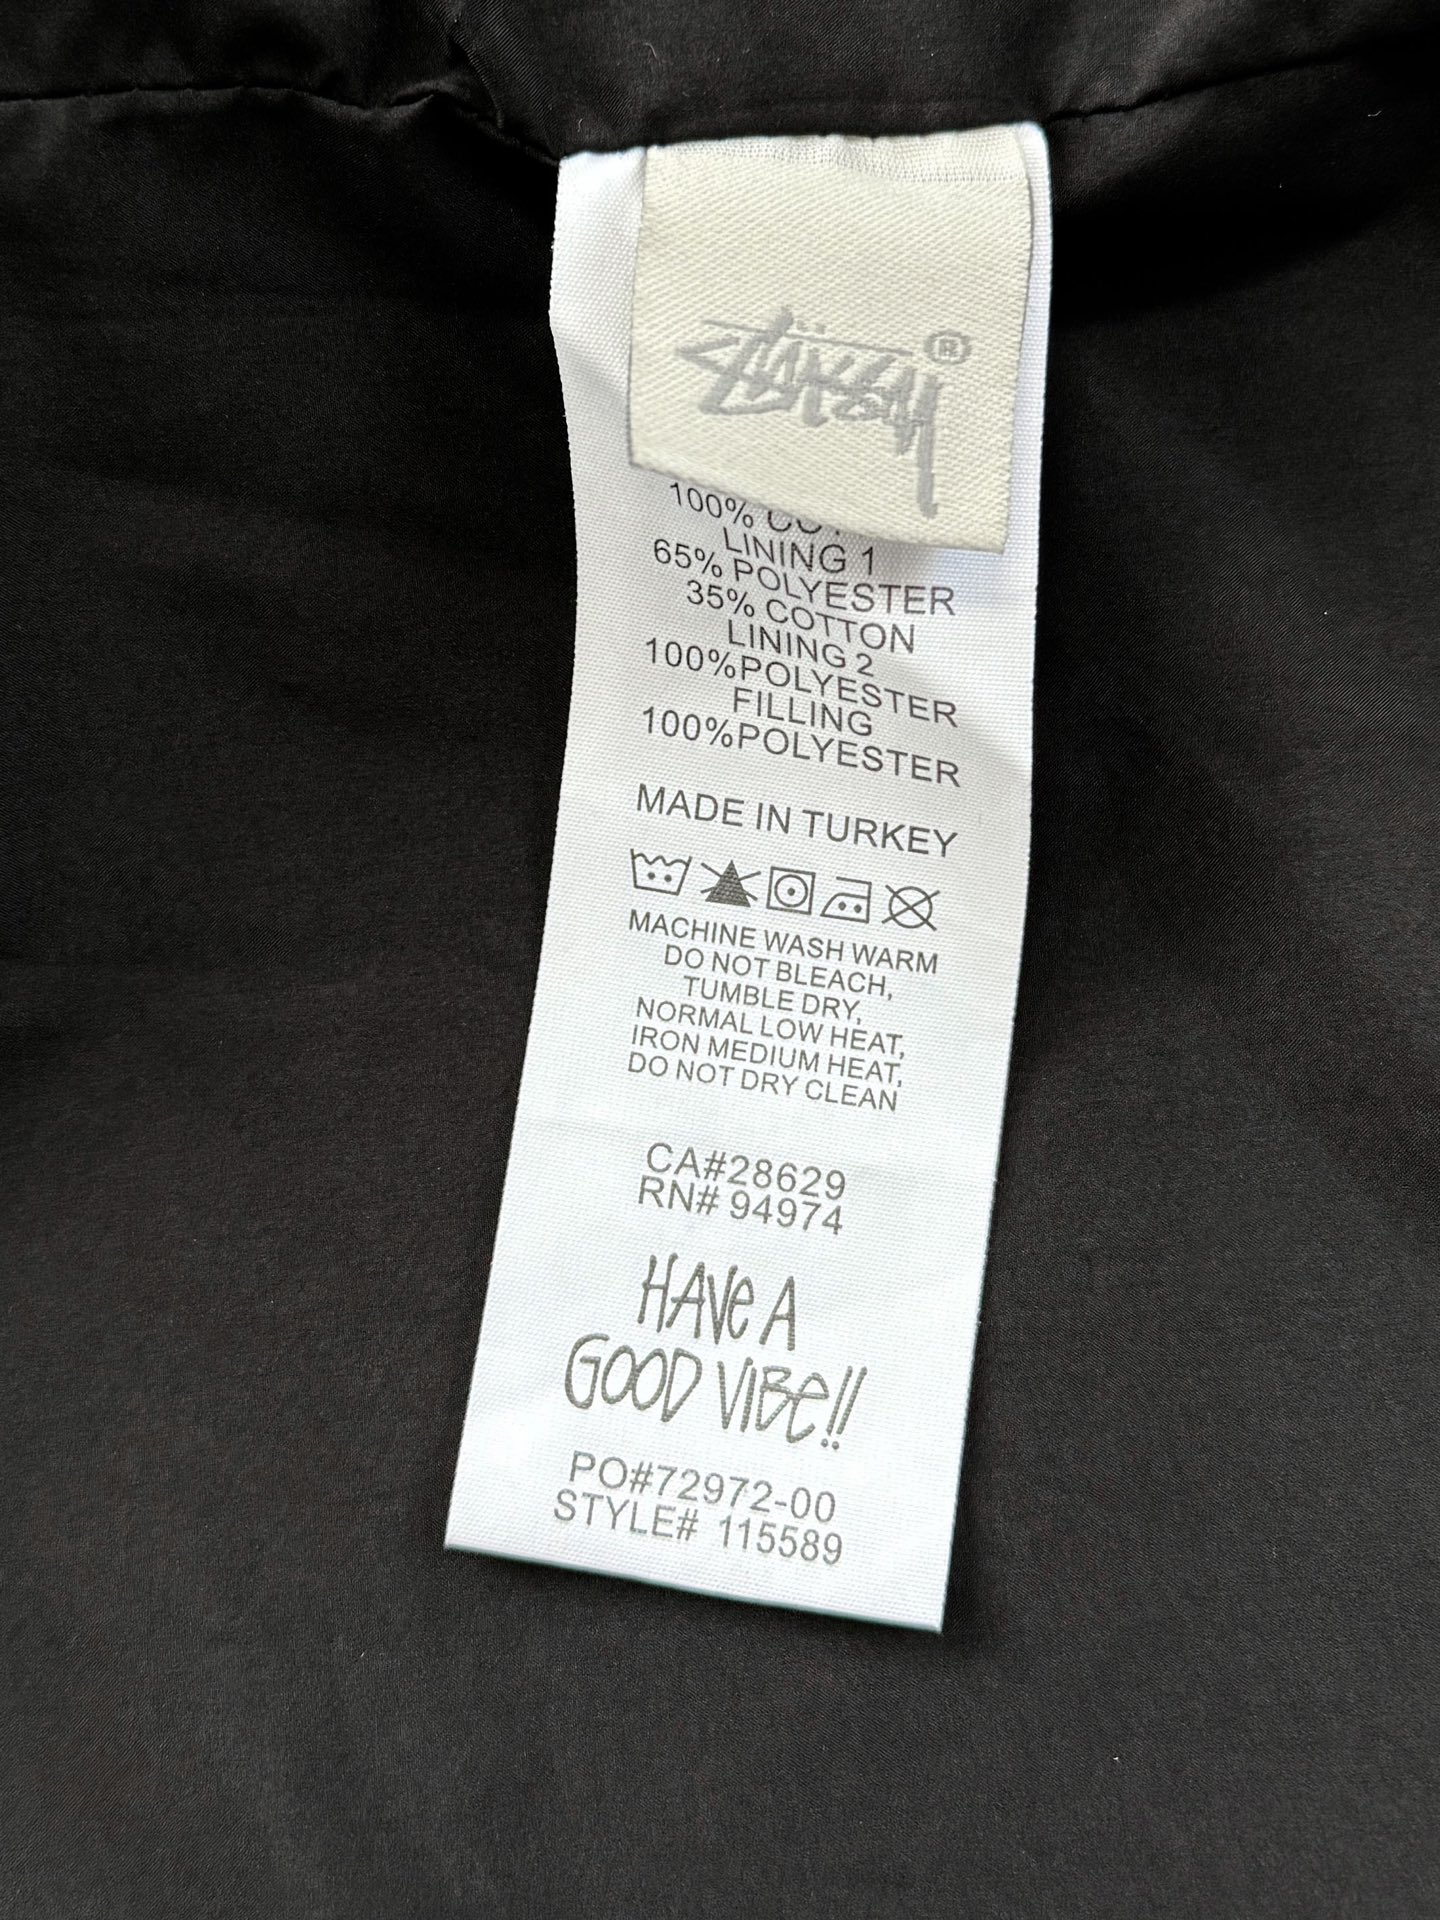 STÜSSY®
100% COT
LINING 1
65% POLYESTER
35% COTTON
LINING 2
100%POLYESTER
FILLING
100%POLYESTER
MADE IN TURKEY
MACHINE WASH WARM
DO NOT BLEACH,
TUMBLE DRY,
NORMAL LOW HEAT,
IRON MEDIUM HEAT,
DO NOT DRY CLEAN
CA#28629
RN# 94974
HAVe A
GOOD VIBe!!
PO#72972-00
STYLE# 115589